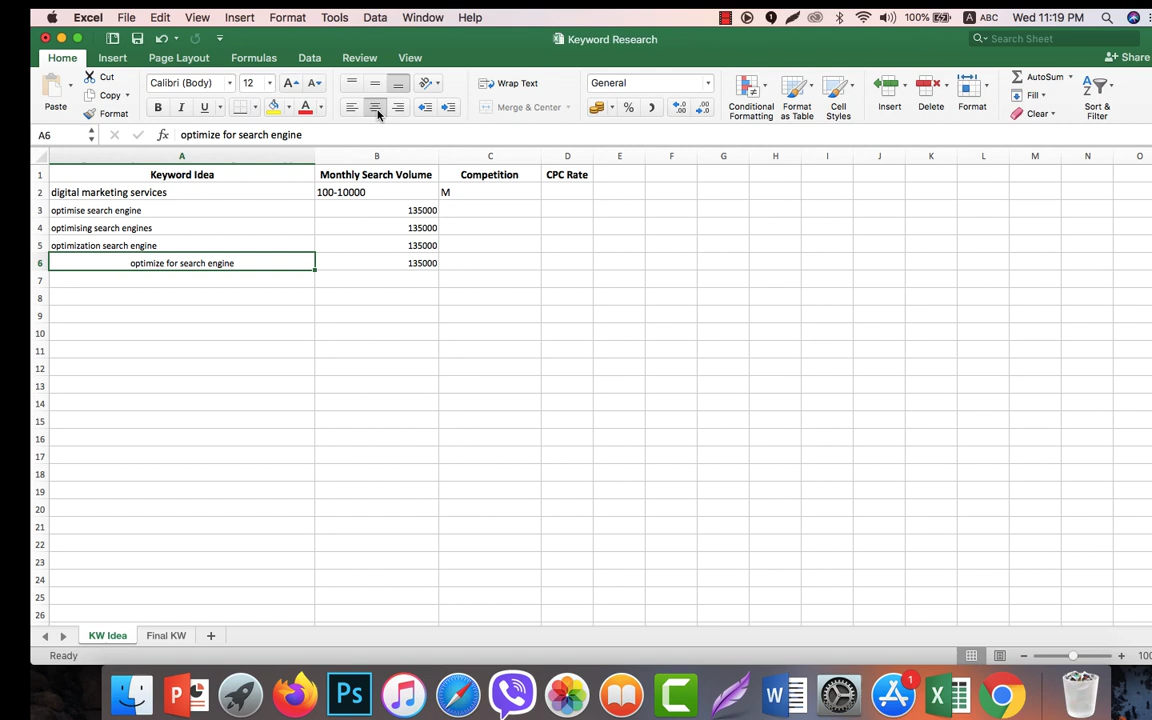 Excel File Edit View Insert Format Tools Data Window Help 100% ABC Wed 11:19 PM
Keyword Research
Search Sheet
Home Insert Page Layout Formulas Data Review View Share
Paste Cut Copy Format
Calibri (Body) 12
B I U
Wrap Text
Merge & Center
General
Conditional Formatting
Format as Table
Cell Styles
Insert Delete Format
AutoSum
Fill
Clear
Sort & Filter
A6 fx optimize for search engine
A B C D E F G H I J K L M N O
1 Keyword Idea Monthly Search Volume Competition CPC Rate
2 digital marketing services 100-10000 M
3 optimise search engine 135000
4 optimising search engines 135000
5 optimization search engine 135000
6 optimize for search engine 135000
7
8
9
10
11
12
13
14
15
16
17
18
19
20
21
22
23
24
25
26
KW Idea Final KW +
Ready 100
P Ps W X 1